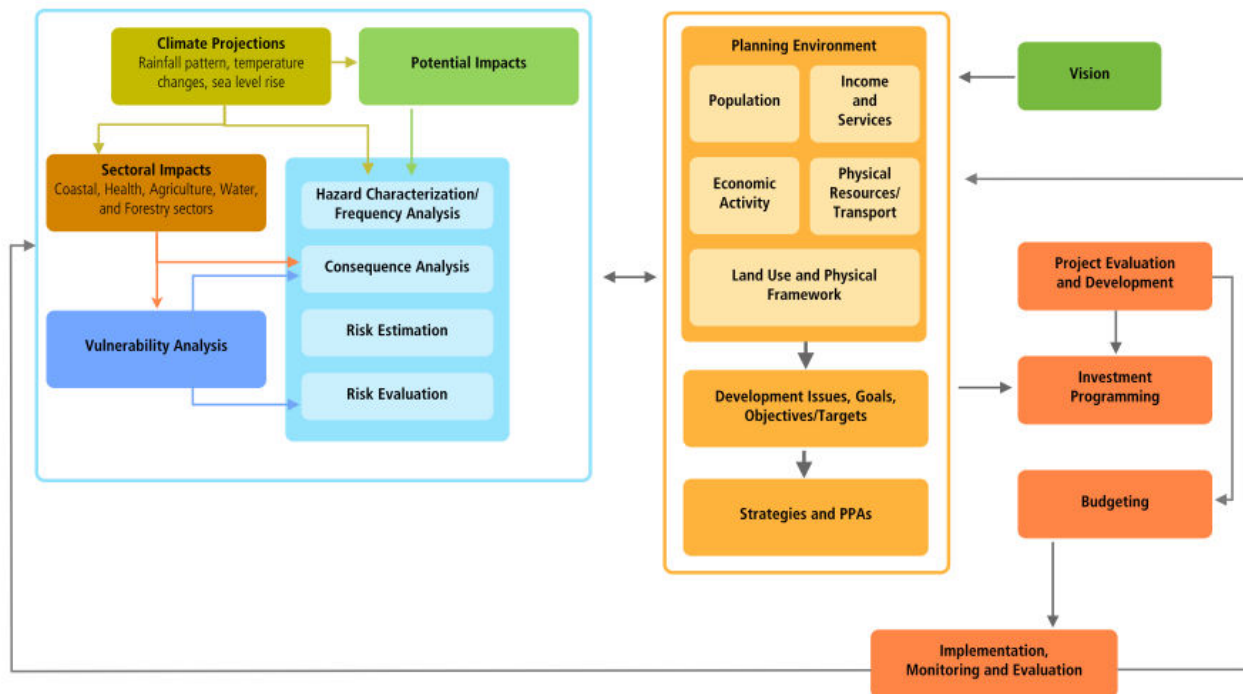 Climate Projections
Rainfall pattern, temperature
changes, sea level rise
Potential Impacts
Sectoral Impacts
Coastal, Health, Agriculture, Water,
and Forestry sectors
Hazard Characterization/
Frequency Analysis
Consequence Analysis
Vulnerability Analysis
Risk Estimation
Risk Evaluation
Planning Environment
Population
Income
and
Services
Economic
Activity
Physical
Resources/
Transport
Land Use and Physical
Framework
Development Issues, Goals,
Objectives/Targets
Strategies and PPAs
Vision
Project Evaluation
and Development
Investment
Programming
Budgeting
Implementation,
Monitoring and Evaluation